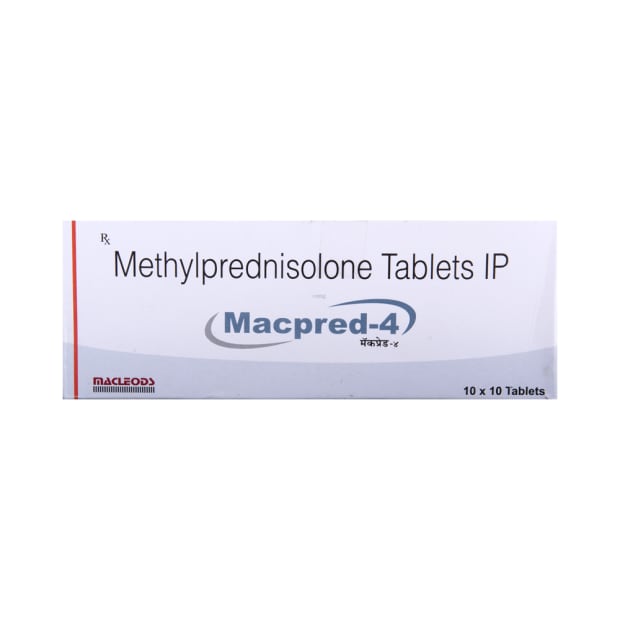 Rx
Methylprednisolone Tablets IP
Macpred-4
मॅकप्रेड-४
MACLEODS
10 x 10 Tablets